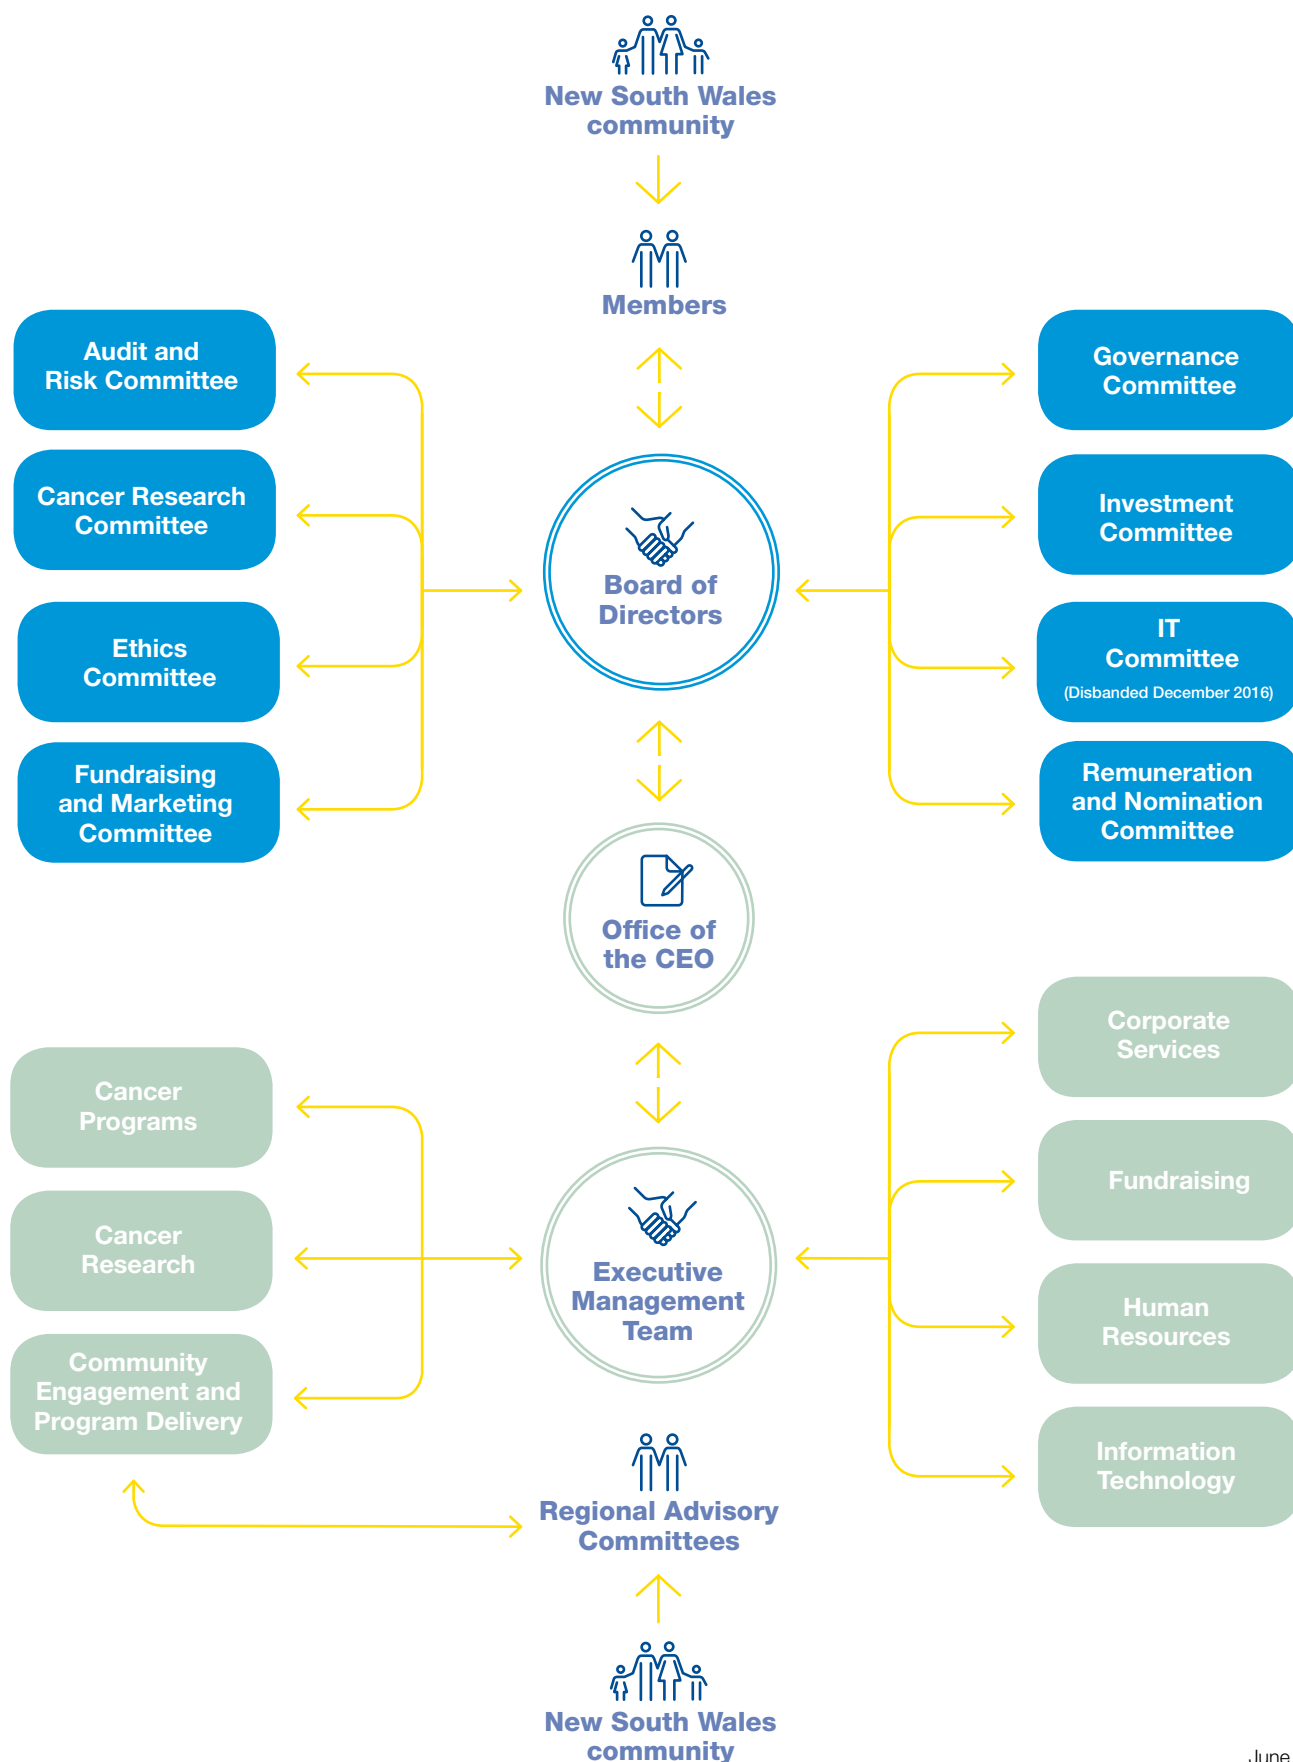 New South Wales
community
Members
Audit and
Risk Committee
Cancer Research
Committee
Ethics
Committee
Fundraising
and Marketing
Committee
Board of
Directors
Governance
Committee
Investment
Committee
IT
Committee
(Disbanded December 2016)
Remuneration
and Nomination
Committee
Office of
the CEO
Cancer
Programs
Cancer
Research
Community
Engagement and
Program Delivery
Executive
Management
Team
Corporate
Services
Fundraising
Human
Resources
Information
Technology
Regional Advisory
Committees
New South Wales
community
June